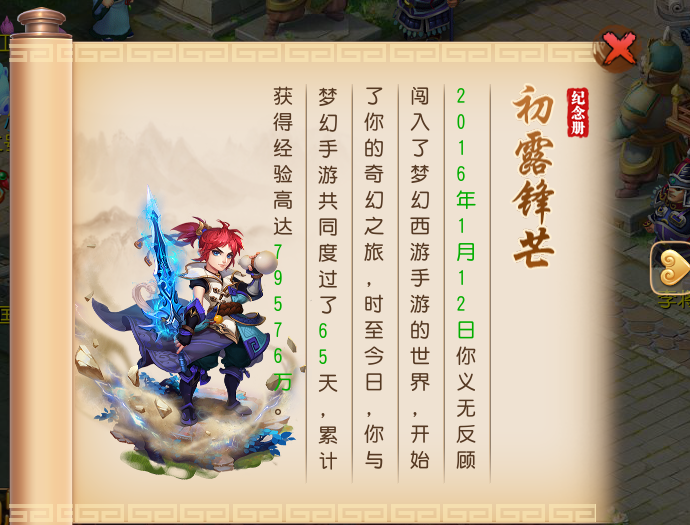 纪念册
初露锋芒
2016年1月12日你义无反顾
闯入了梦幻西游手游的世界，开始
了你的奇幻之旅，时至今日，你与
梦幻手游共同度过了65天，累计
获得经验高达79576万。